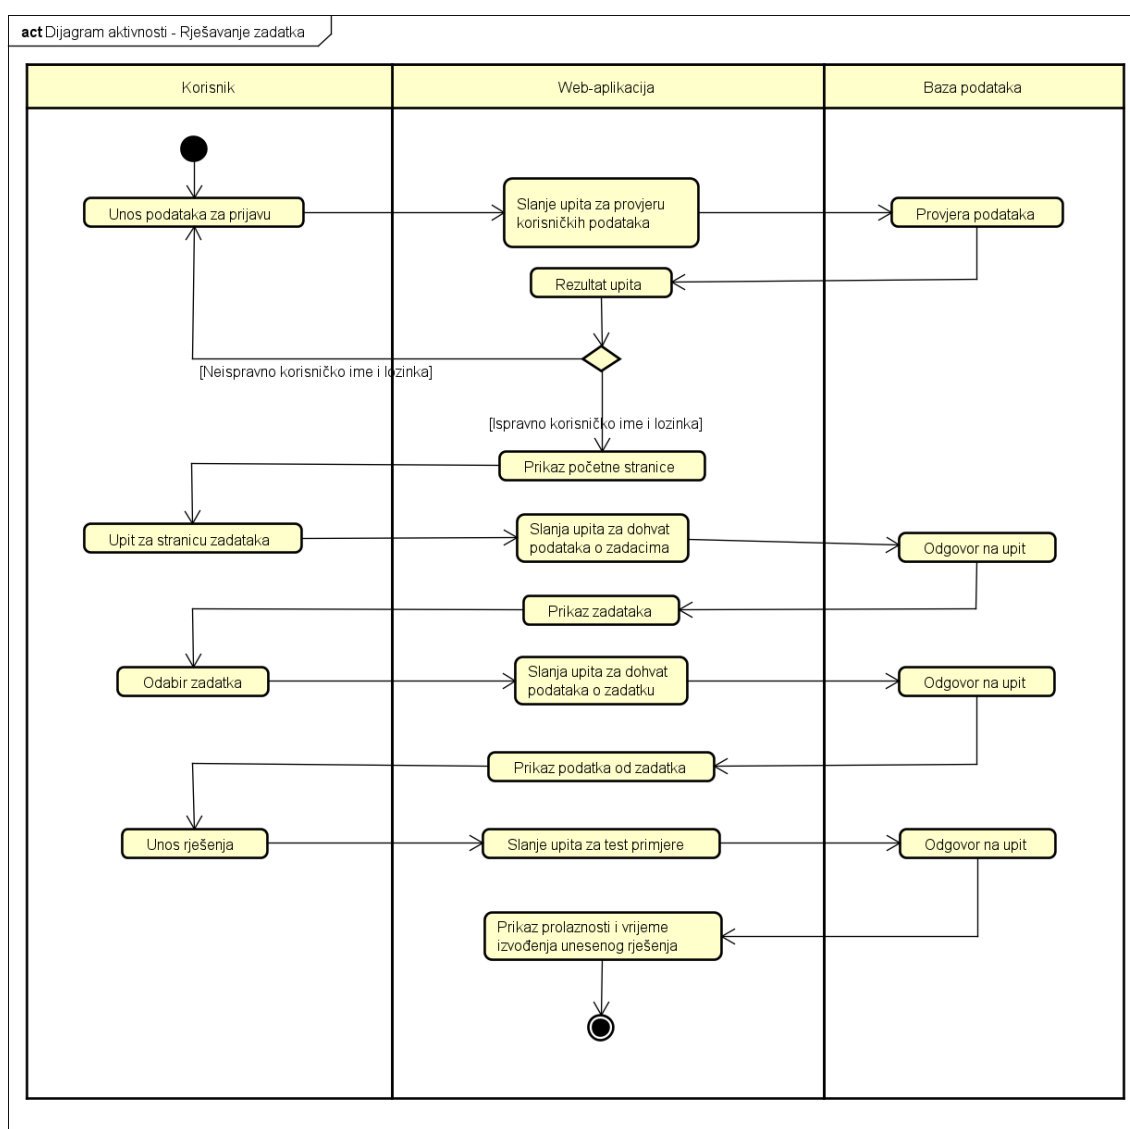 act Dijagram aktivnosti - Rješavanje zadatka
Korisnik
Web-aplikacija
Baza podataka
Unos podataka za prijavu
Slanje upita za provjeru
korisničkih podataka
Provjera podataka
Rezultat upita
[Neispravno korisničko ime i lozinka]
[Ispravno korisničko ime i lozinka]
Prikaz početne stranice
Upit za stranicu zadataka
Slanja upita za dohvat
podataka o zadacima
Odgovor na upit
Prikaz zadataka
Odabir zadatka
Slanja upita za dohvat
podataka o zadatku
Odgovor na upit
Prikaz podatka od zadatka
Unos rješenja
Slanje upita za test primjere
Odgovor na upit
Prikaz prolaznosti i vrijeme
izvođenja unesenog rješenja